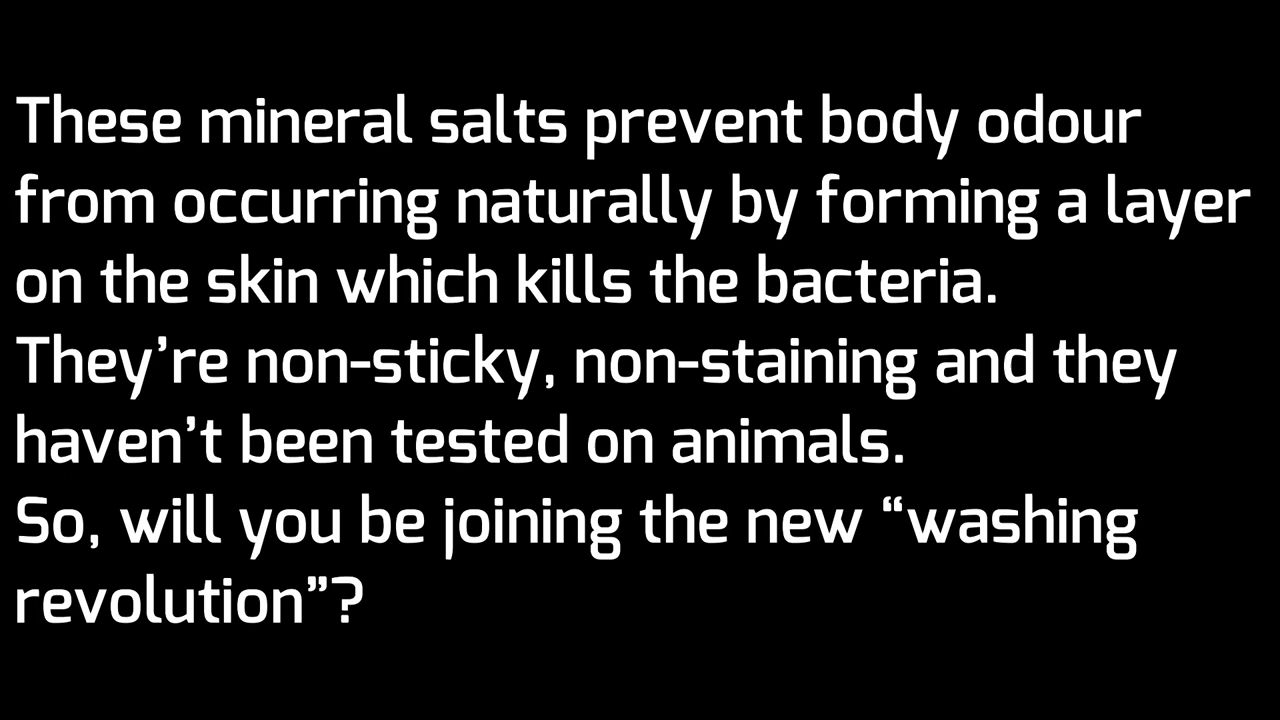 These mineral salts prevent body odour
from occurring naturally by forming a layer
on the skin which kills the bacteria.
They’re non-sticky, non-staining and they
haven’t been tested on animals.
So, will you be joining the new “washing
revolution”?